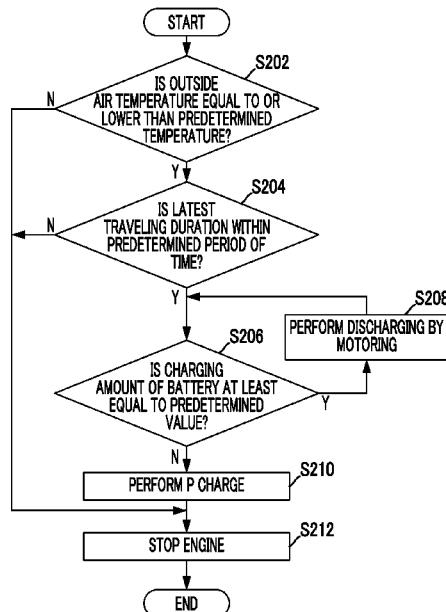 START
S202
IS OUTSIDE
AIR TEMPERATURE EQUAL TO OR
LOWER THAN PREDETERMINED
TEMPERATURE?
N
Y
S204
IS LATEST
TRAVELING DURATION WITHIN
PREDETERMINED PERIOD OF
TIME?
N
Y
S208
PERFORM DISCHARGING BY
MOTORING
S206
IS CHARGING
AMOUNT OF BATTERY AT LEAST
EQUAL TO PREDETERMINED
VALUE?
Y
N
S210
PERFORM P CHARGE
S212
STOP ENGINE
END